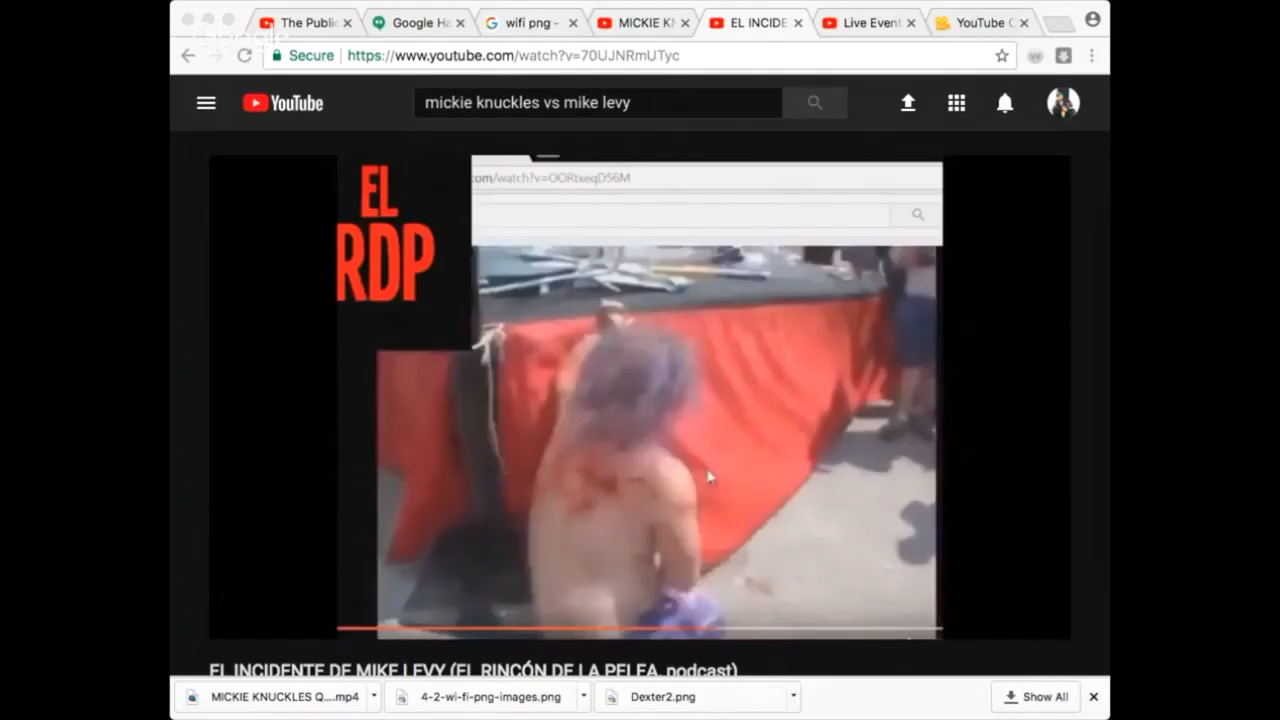 The Public
Google Ha
wifi png -
MICKIE K
EL INCIDE
Live Event
YouTube C
Google
Secure https://www.youtube.com/watch?v=70UJNRmUTyc
YouTube
mickie knuckles vs mike levy
EL
RDP
com/watch?v=OORtxeqD56M
EL INCIDENTE DE MIKE LEVY (EL RINCÓN DE LA PELEA, podcast)
MICKIE KNUCKLES Q....mp4
4-2-wi-fi-png-images.png
Dexter2.png
Show All